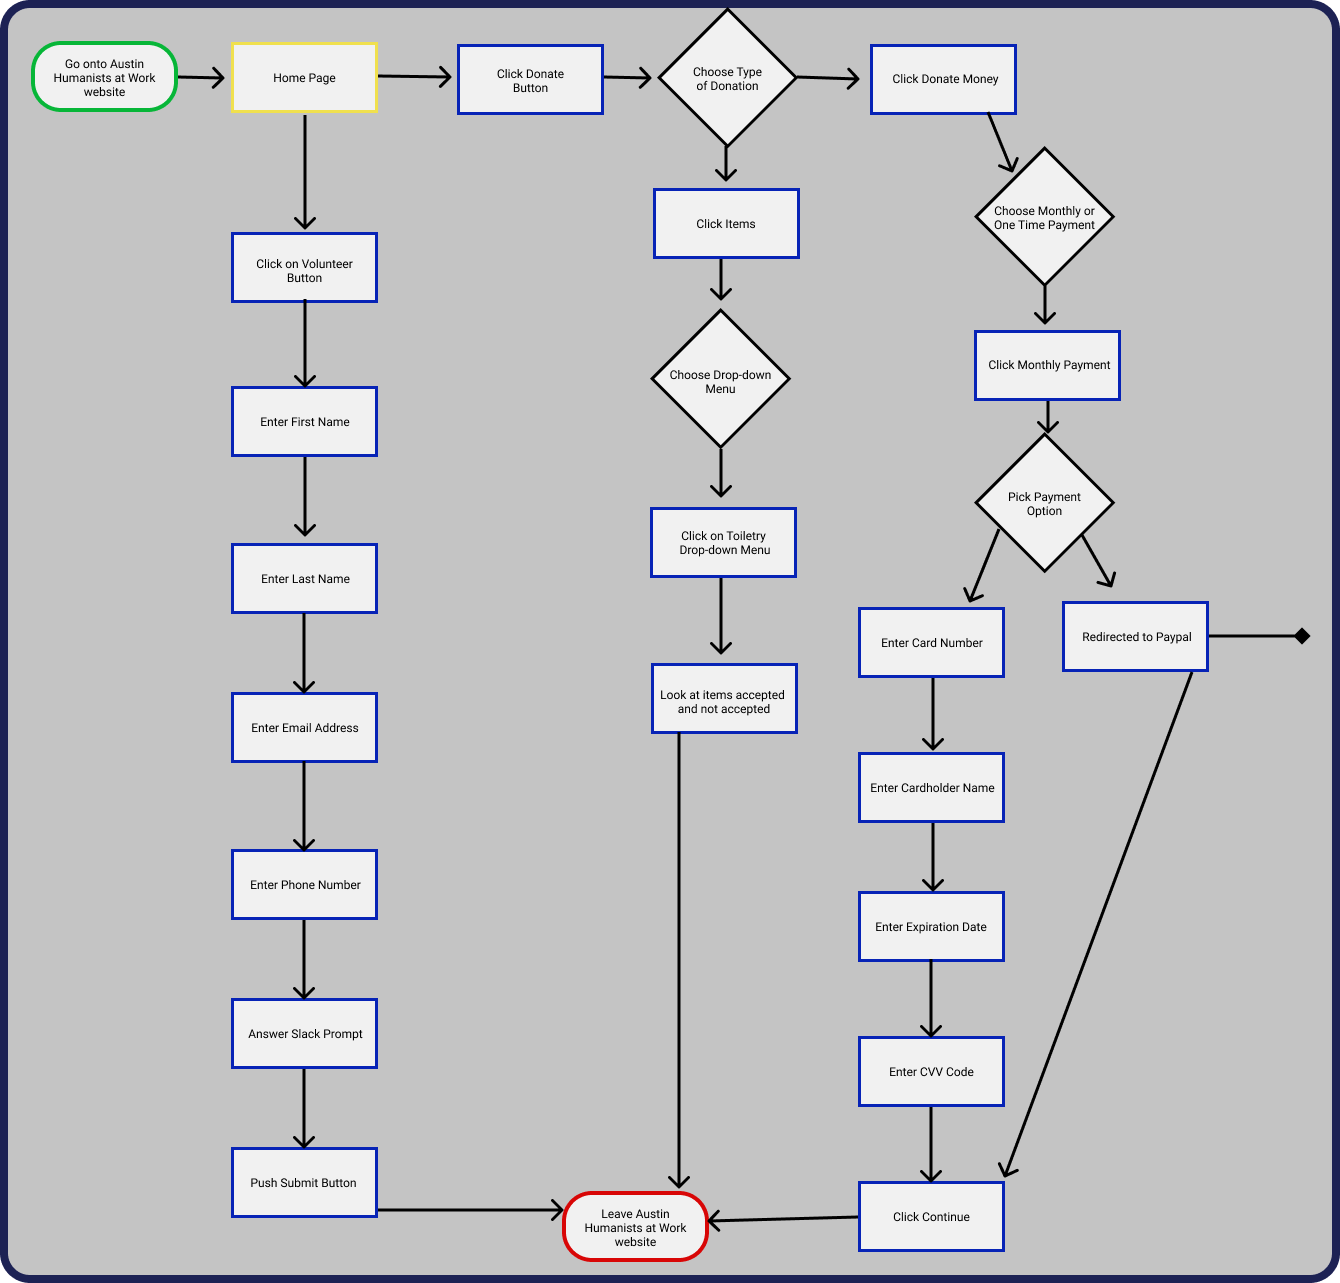 Go onto Austin
Humanists at Work
website
Home Page
Click Donate
Button
Choose Type
of Donation
Click Donate Money
Click Items
Choose Monthly or
One Time Payment
Click on Volunteer
Button
Choose Drop-down
Menu
Click Monthly Payment
Enter First Name
Pick Payment
Option
Click on Toiletry
Drop-down Menu
Enter Last Name
Enter Card Number
Redirected to Paypal
Look at items accepted
and not accepted
Enter Email Address
Enter Cardholder Name
Enter Phone Number
Enter Expiration Date
Answer Slack Prompt
Enter CVV Code
Push Submit Button
Leave Austin
Humanists at Work
website
Click Continue